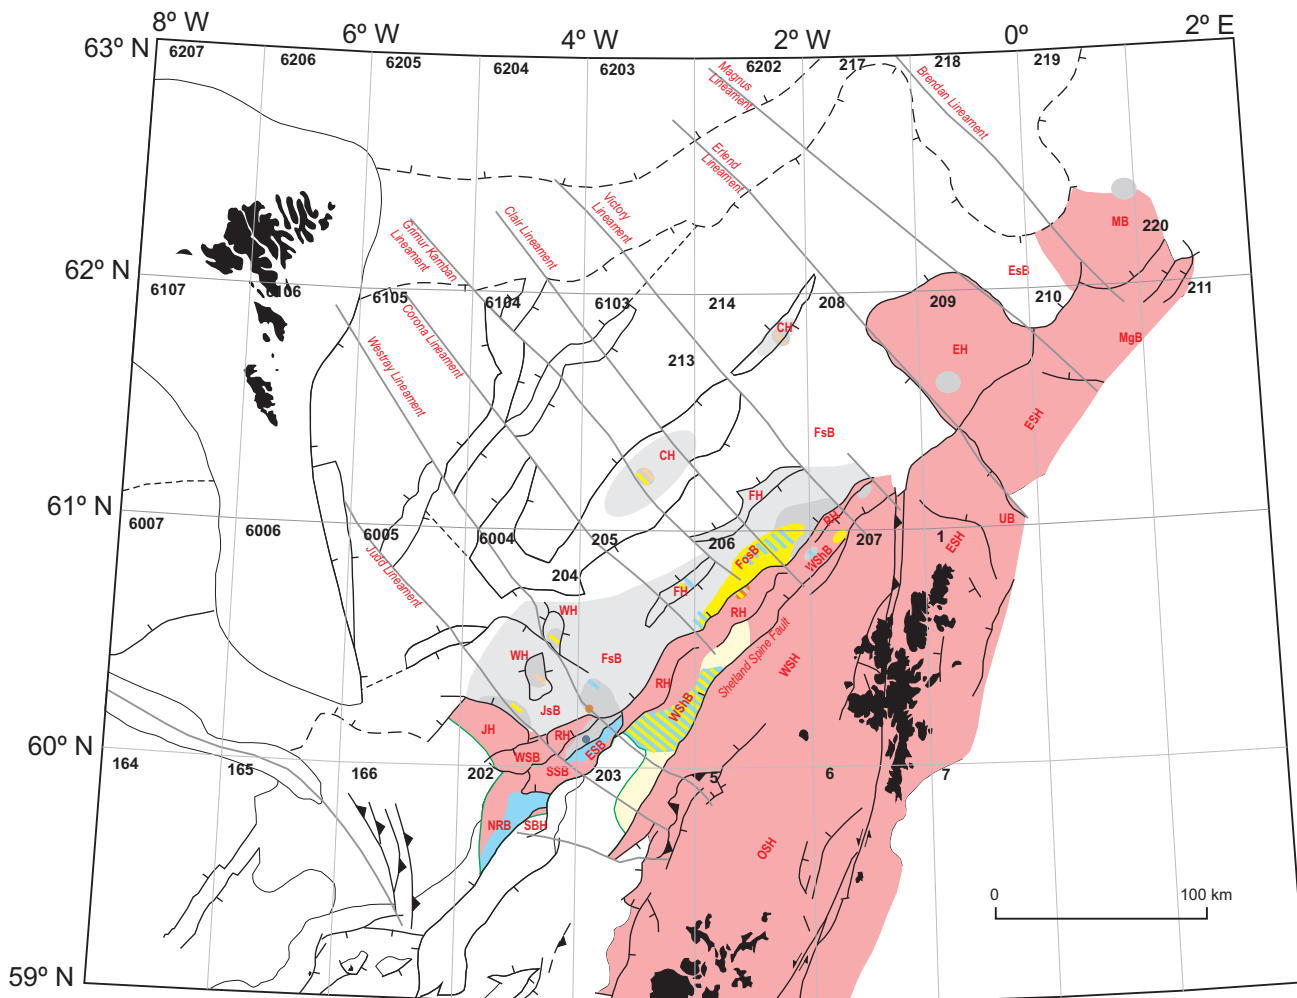 8º W
6º W
4º W
2º W
0º
2º E
63º N
6207
6206
6205
6204
6203
6202
217
218
219
Magnus
Lineament
Brendan Lineament
Erlend
Lineament
Victory
Lineament
Clair Lineament
Grimur Kamban
Lineament
MB
220
62º N
EsB
6107
6106
6105
6104
6103
214
208
209
210
211
Corona Lineament
Westray Lineament
CH
213
EH
MgB
ESH
FsB
CH
61º N
FH
6007
6006
6005
6004
205
206
RH
207
1
UB
ESH
FosB
WShB
Judd Lineament
204
FH
WH
RH
Shetland Spine Fault
WH
FsB
RH
WSH
WShB
JsB
JH
RH
60º N
WSB
ESB
164
165
166
202
SSB
203
5
6
7
NRB
SBH
OSH
0
100 km
59º N